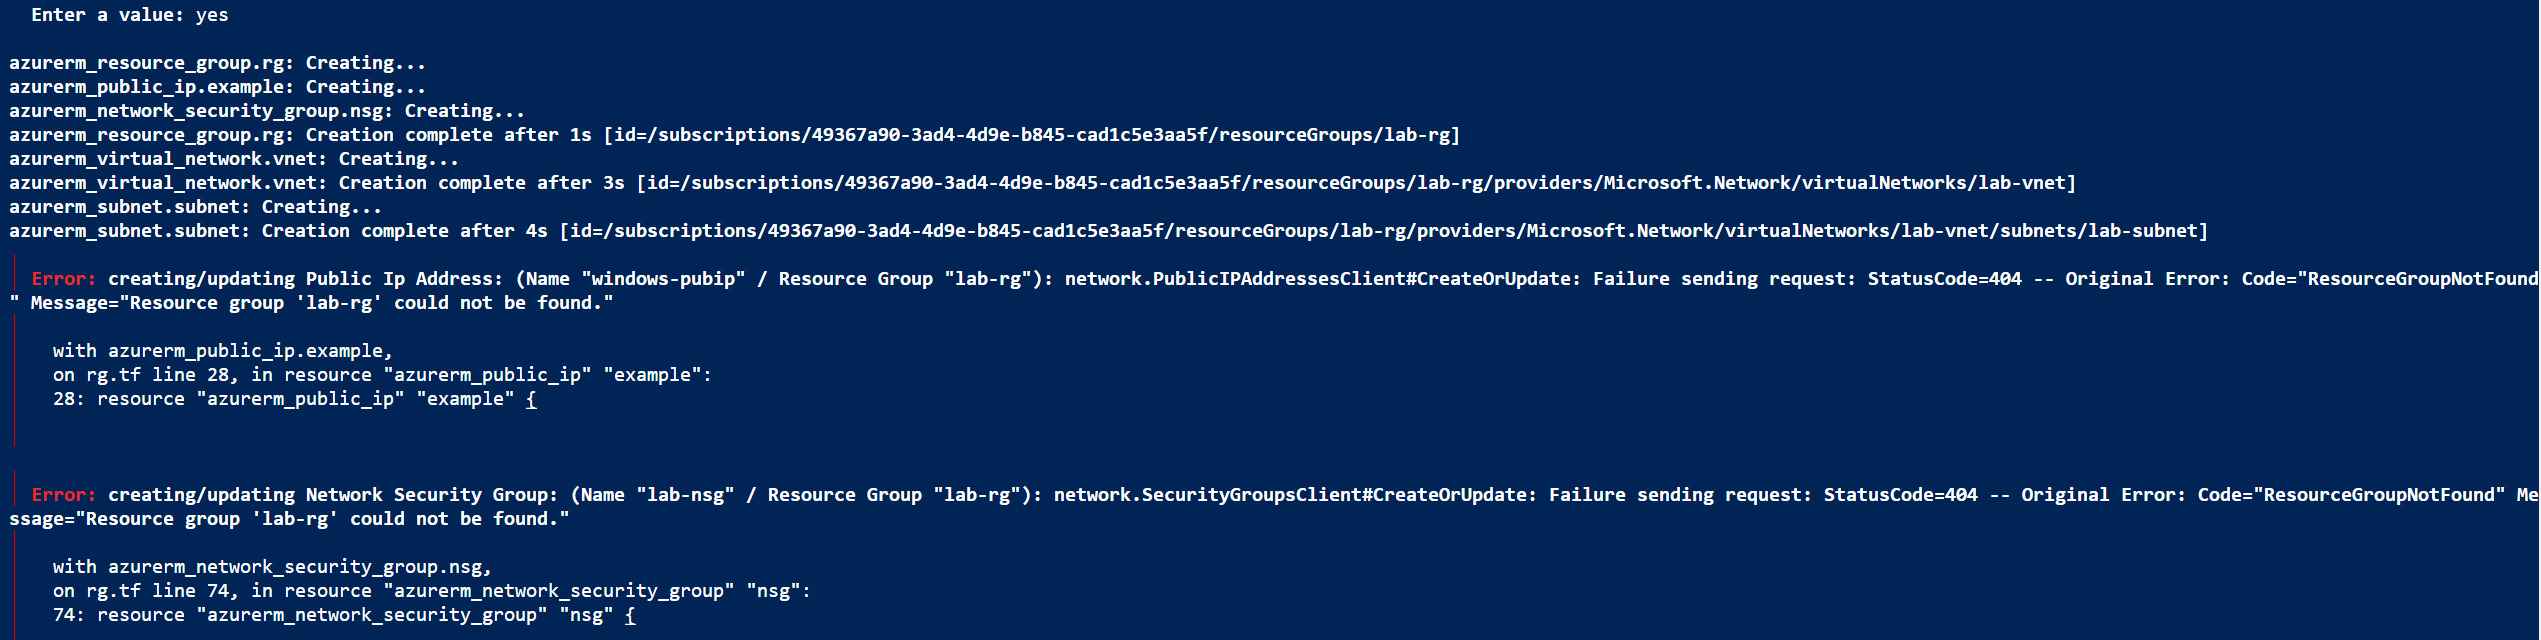 Enter a value: yes
azurerm_resource_group.rg: Creating...
azurerm_public_ip.example: Creating...
azurerm_network_security_group.nsg: Creating...
azurerm_resource_group.rg: Creation complete after 1s [id=/subscriptions/49367a90-3ad4-4d9e-b845-cad1c5e3aa5f/resourceGroups/lab-rg]
azurerm_virtual_network.vnet: Creating...
azurerm_virtual_network.vnet: Creation complete after 3s [id=/subscriptions/49367a90-3ad4-4d9e-b845-cad1c5e3aa5f/resourceGroups/lab-rg/providers/Microsoft.Network/virtualNetworks/lab-vnet]
azurerm_subnet.subnet: Creating...
azurerm_subnet.subnet: Creation complete after 4s [id=/subscriptions/49367a90-3ad4-4d9e-b845-cad1c5e3aa5f/resourceGroups/lab-rg/providers/Microsoft.Network/virtualNetworks/lab-vnet/subnets/lab-subnet]
Error: creating/updating Public Ip Address: (Name "windows-pubip" / Resource Group "lab-rg"): network.PublicIPAddressesClient#CreateOrUpdate: Failure sending request: StatusCode=404 -- Original Error: Code="ResourceGroupNotFound
" Message="Resource group 'lab-rg' could not be found."
with azurerm_public_ip.example,
on rg.tf line 28, in resource "azurerm_public_ip" "example":
28: resource "azurerm_public_ip" "example" {
Error: creating/updating Network Security Group: (Name "lab-nsg" / Resource Group "lab-rg"): network.SecurityGroupsClient#CreateOrUpdate: Failure sending request: StatusCode=404 -- Original Error: Code="ResourceGroupNotFound" Me
ssage="Resource group 'lab-rg' could not be found."
with azurerm_network_security_group.nsg,
on rg.tf line 74, in resource "azurerm_network_security_group" "nsg":
74: resource "azurerm_network_security_group" "nsg" {